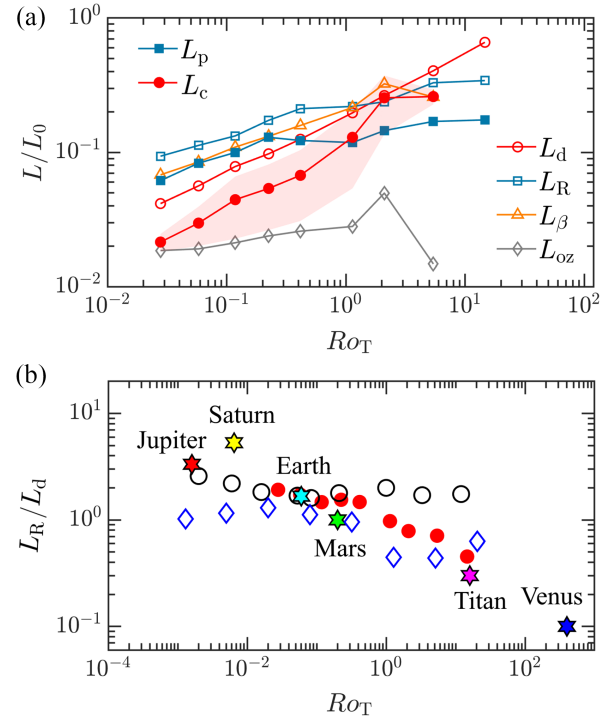 (a)
10^0
10^{-1}
10^{-2}
L/L_0
L_p
L_c
L_d
L_R
L_β
L_oz
10^{-2} 10^{-1} 10^0 10^1 10^2
Ro_T
(b)
10^1
10^0
10^{-1}
L_R/L_d
Saturn
Jupiter
Earth
Mars
Titan
Venus
10^{-4} 10^{-2} 10^0 10^2
Ro_T